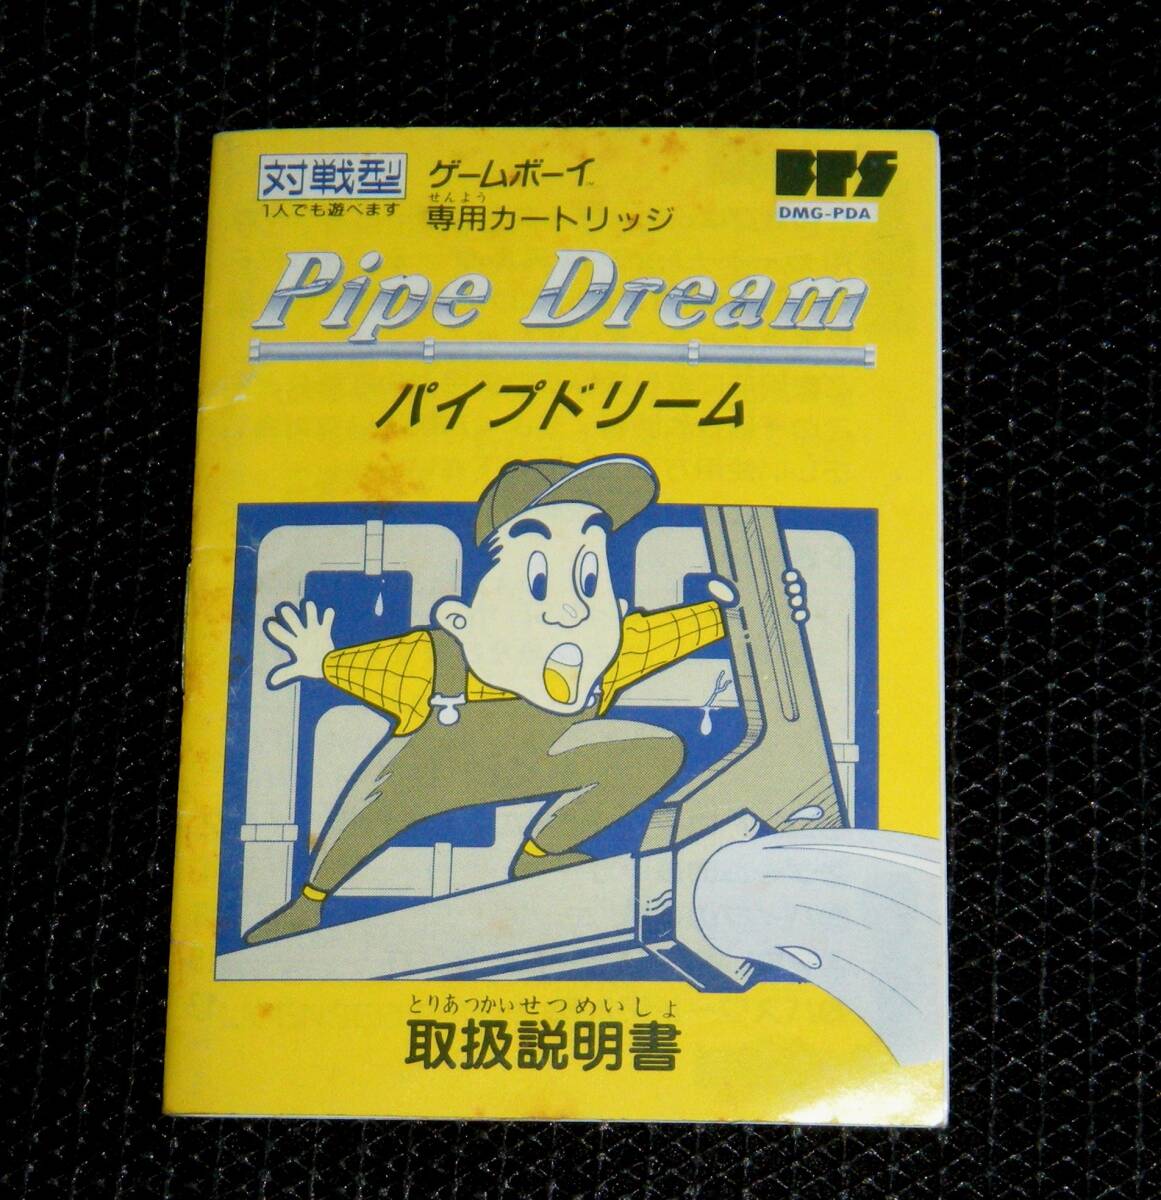 対戦型
1人でも遊べます
ゲームボーイ™
せんよう
専用カートリッジ
BPS
DMG-PDA
Pipe Dream
パイプドリーム
とりあつかいせつめいしょ
取扱説明書